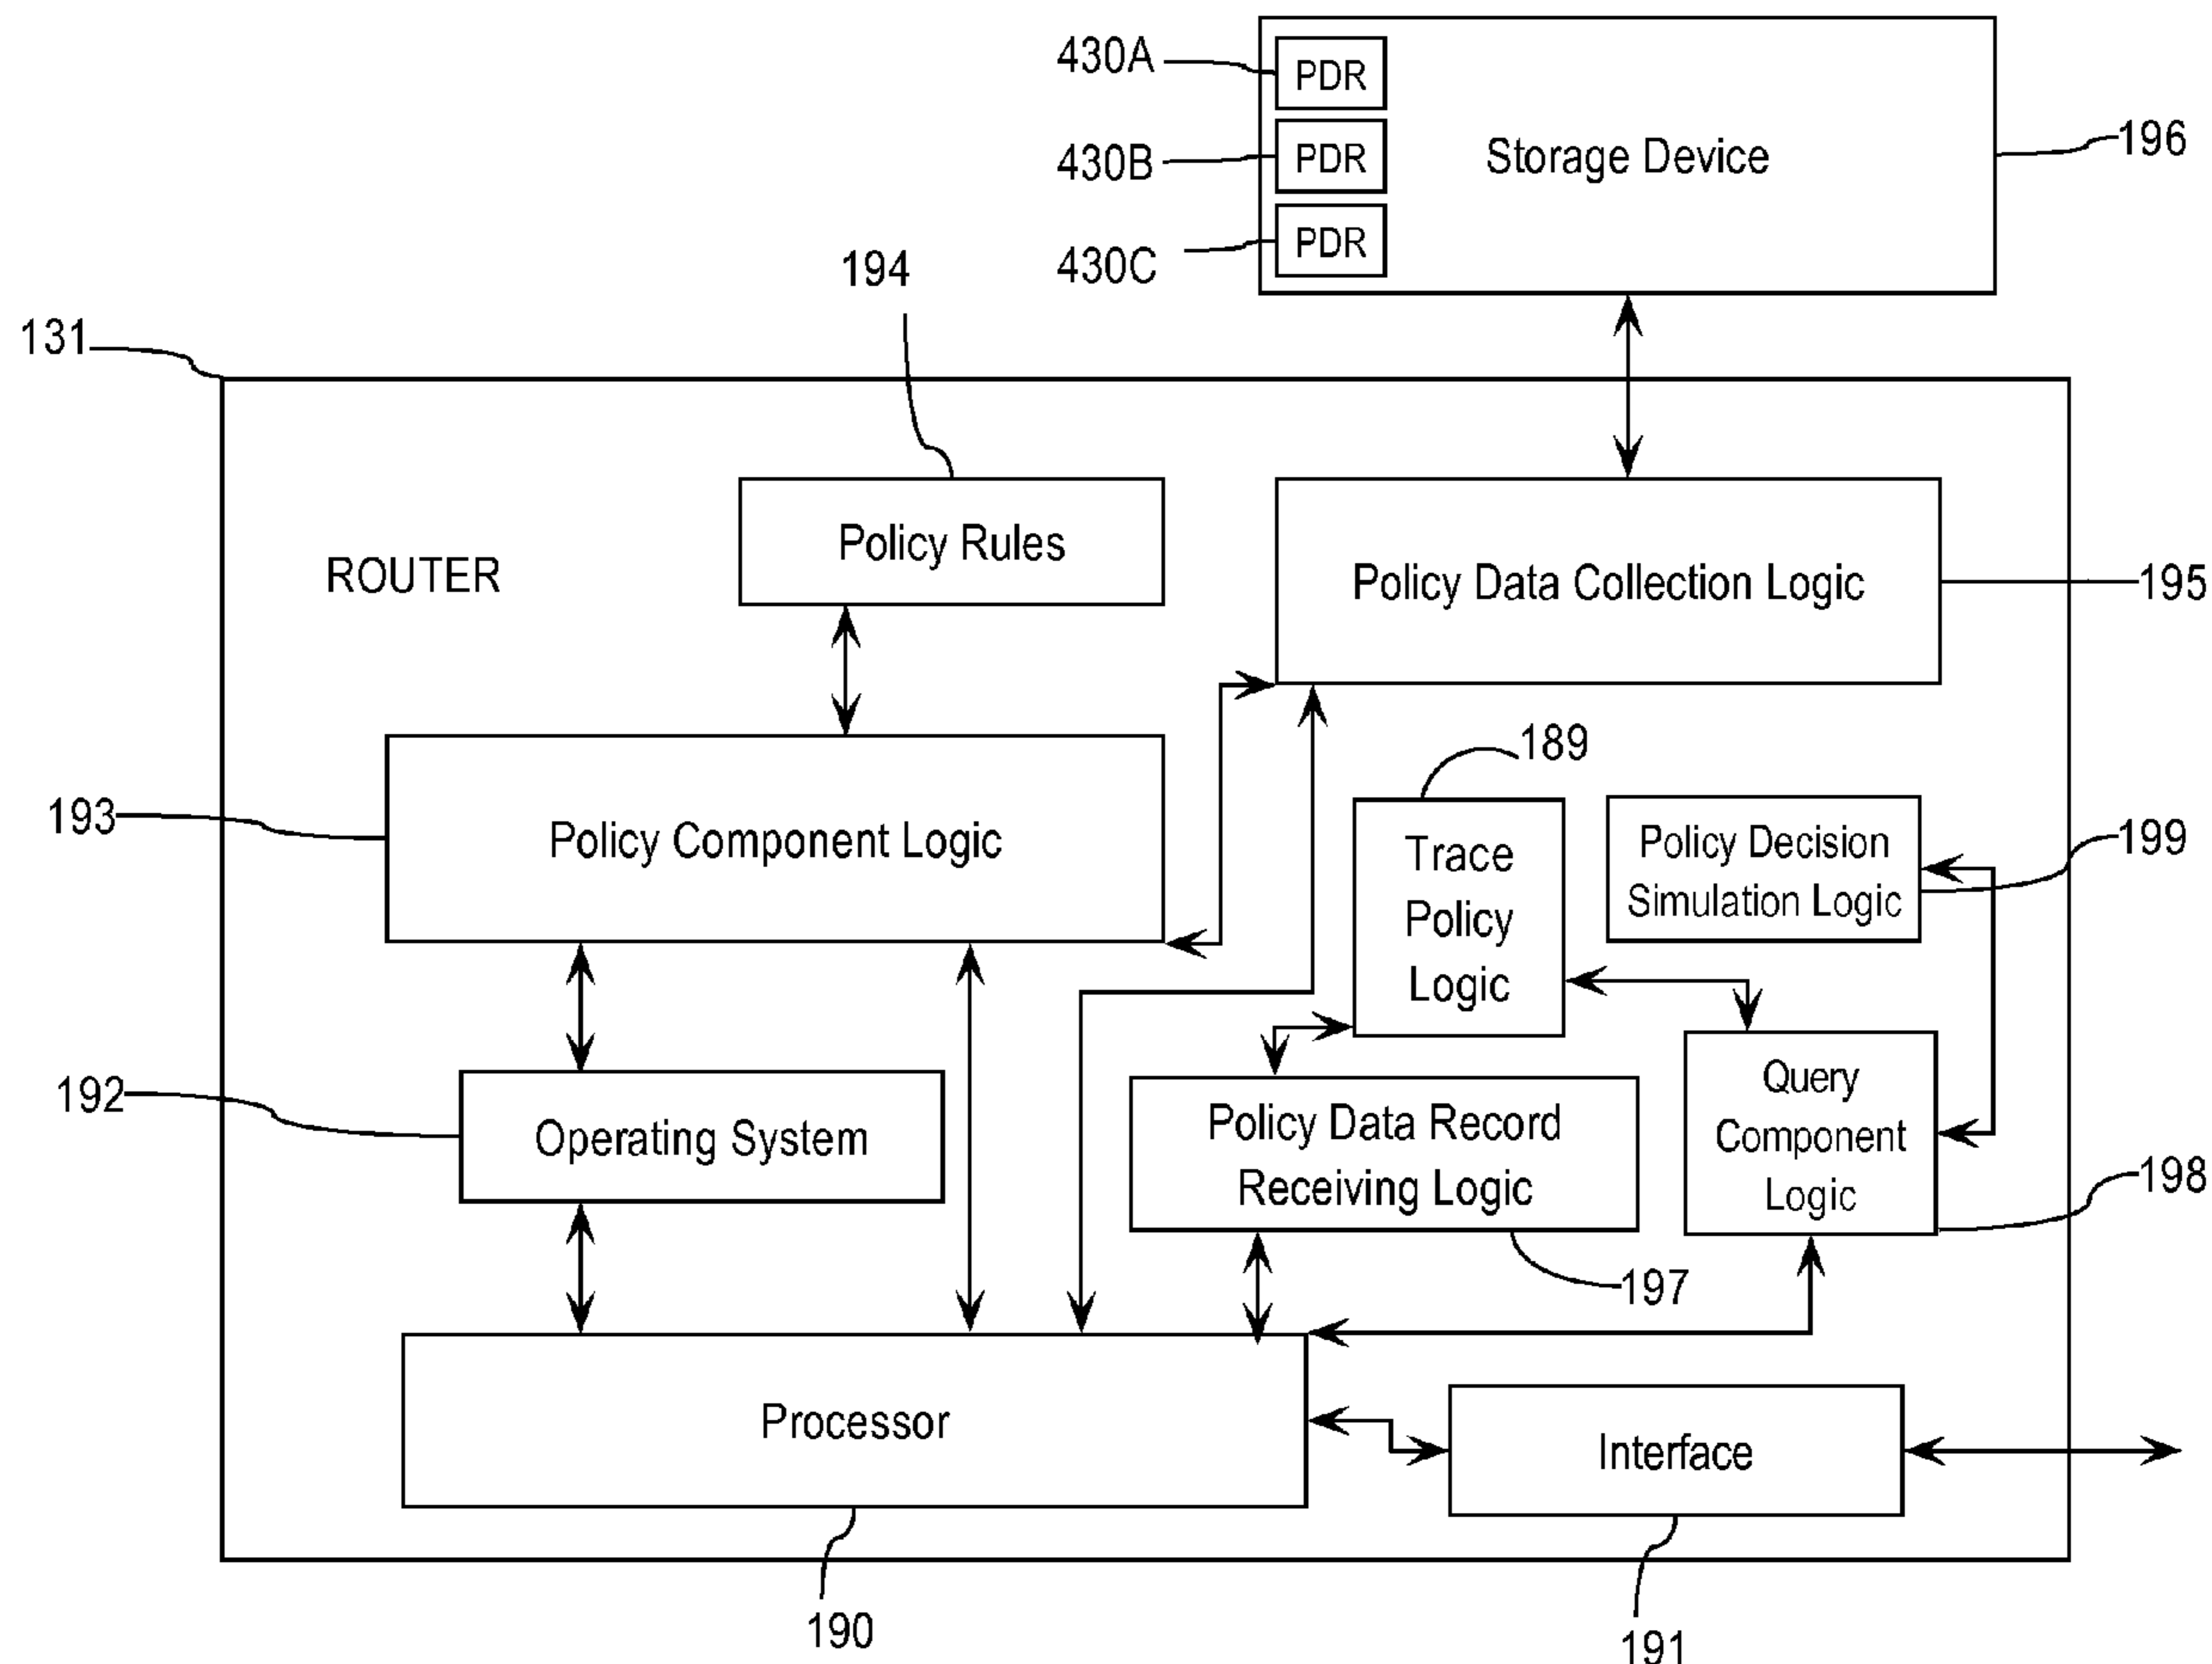 430A
PDR
430B
PDR
Storage Device
196
430C
PDR
194
131
Policy Rules
ROUTER
Policy Data Collection Logic
195
189
193
Policy Component Logic
Trace
Policy
Logic
Policy Decision
Simulation Logic
199
192
Operating System
Policy Data Record
Receiving Logic
Query
Component
Logic
198
197
Processor
Interface
190
191